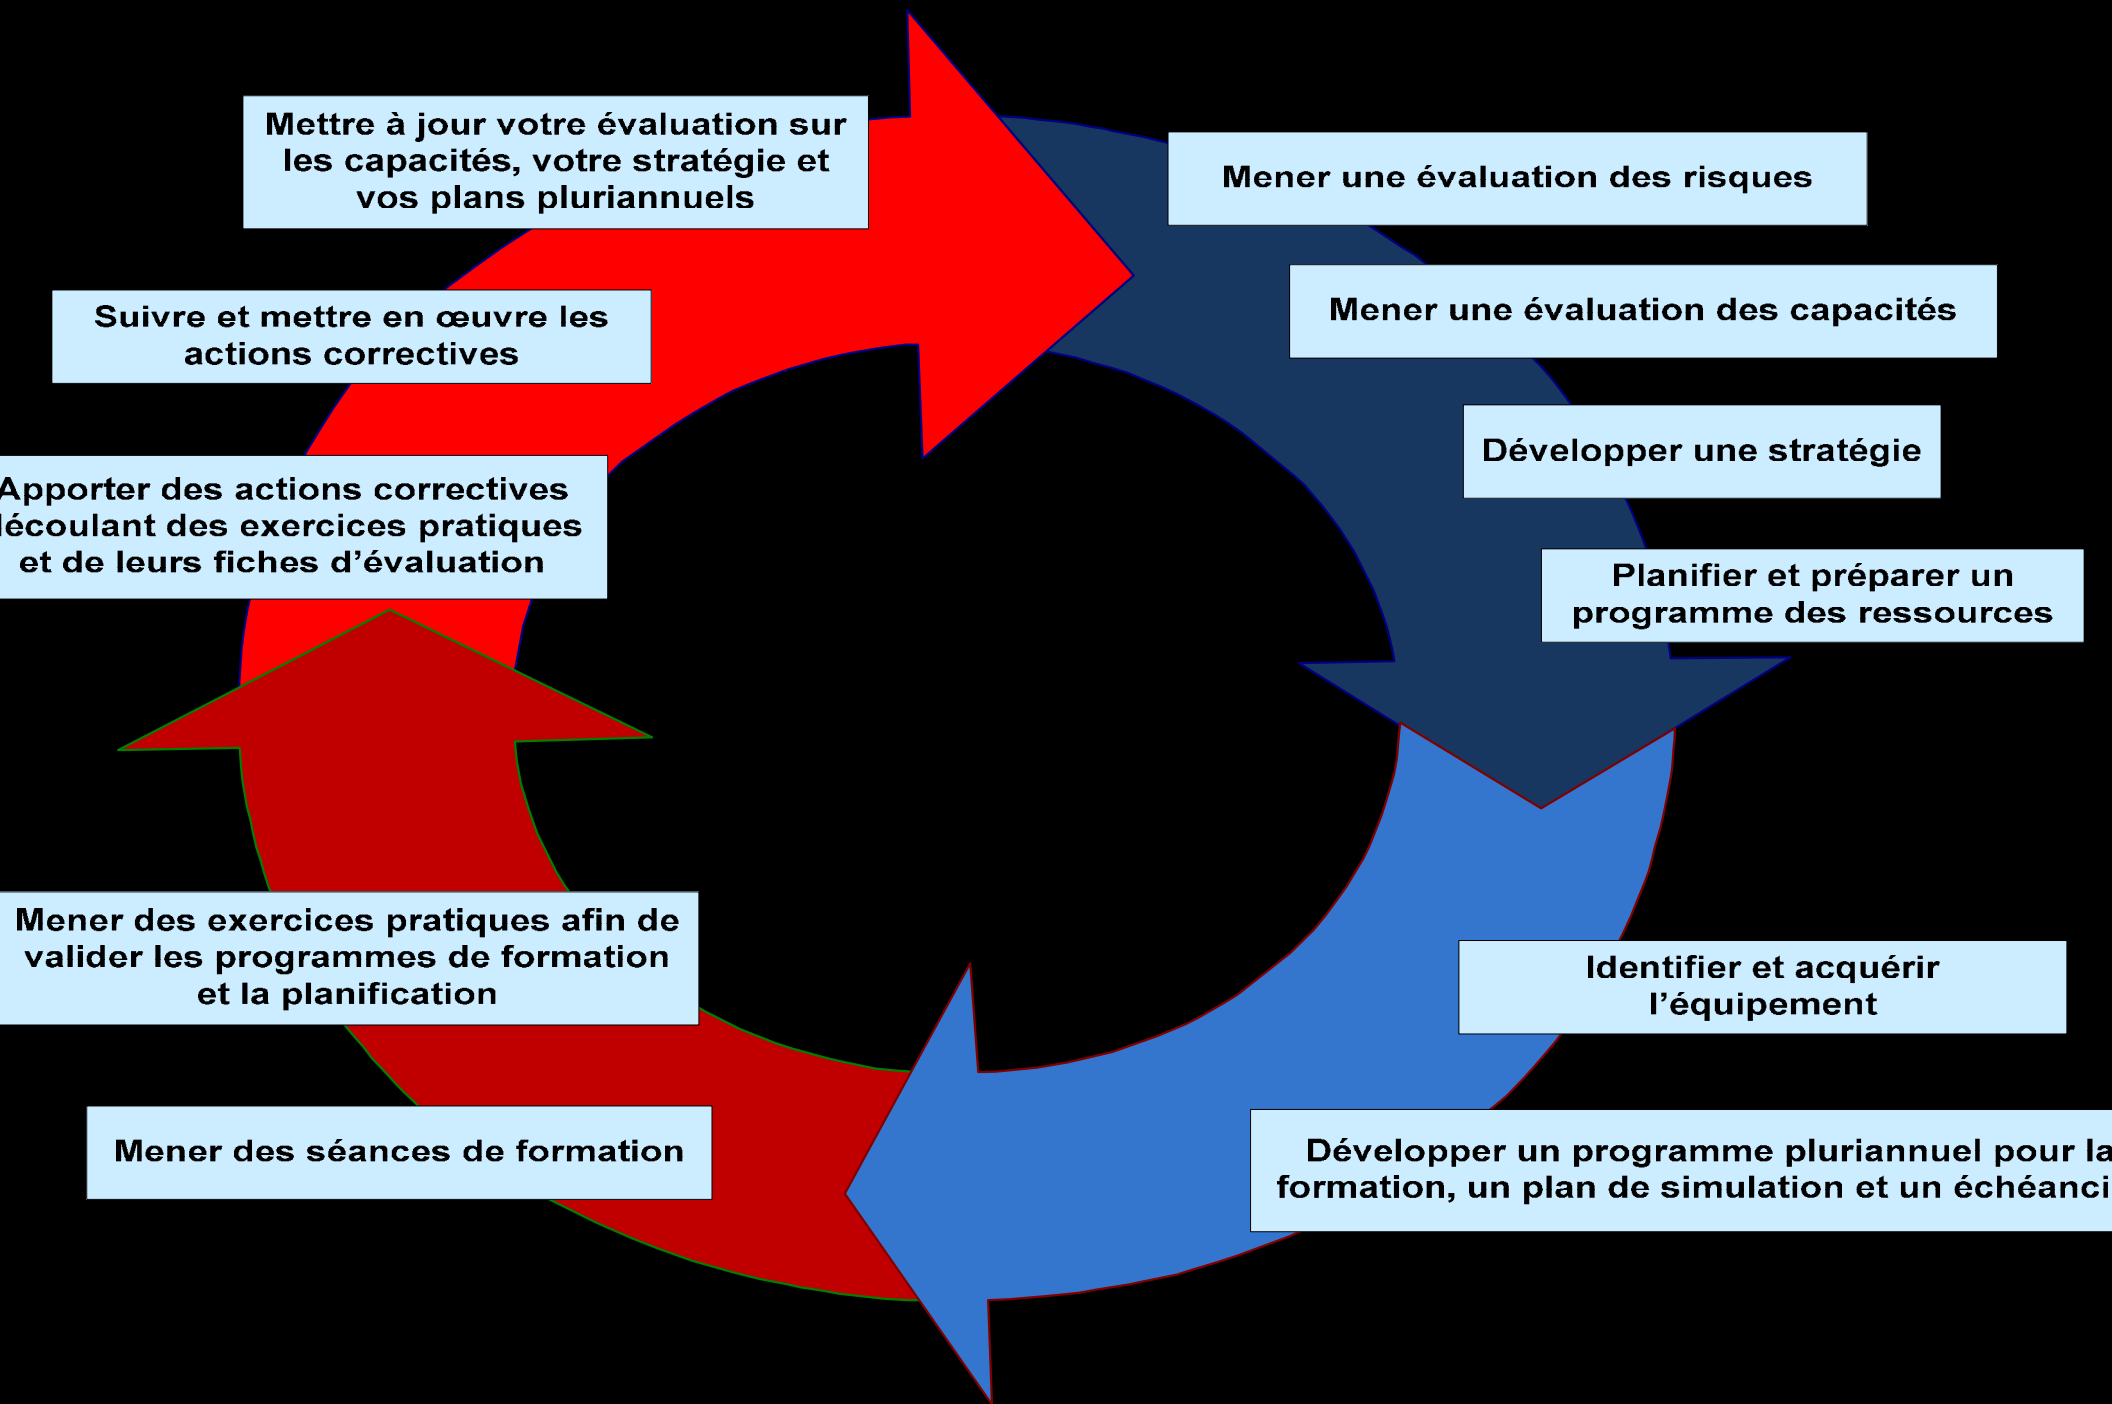 Mettre à jour votre évaluation sur
les capacités, votre stratégie et
vos plans pluriannuels
Mener une évaluation des risques
Mener une évaluation des capacités
Suivre et mettre en œuvre les
actions correctives
Développer une stratégie
Apporter des actions correctives
découlant des exercices pratiques
et de leurs fiches d’évaluation
Planifier et préparer un
programme des ressources
Mener des exercices pratiques afin de
valider les programmes de formation
et la planification
Identifier et acquérir
l’équipement
Mener des séances de formation
Développer un programme pluriannuel pour la
formation, un plan de simulation et un